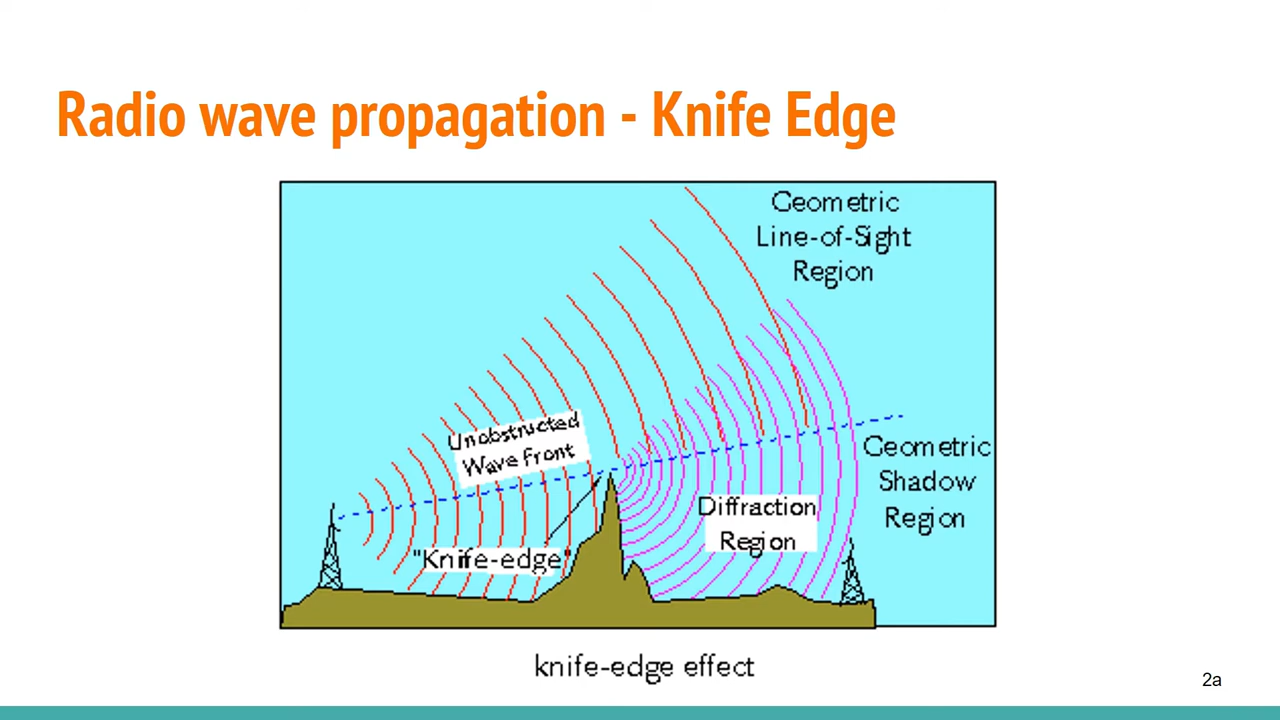 Radio wave propagation - Knife Edge
Geometric
Line-of-Sight
Region
Unobstructed
Wave front
"Knife-edge"
Diffraction
Region
Geometric
Shadow
Region
knife-edge effect
2a